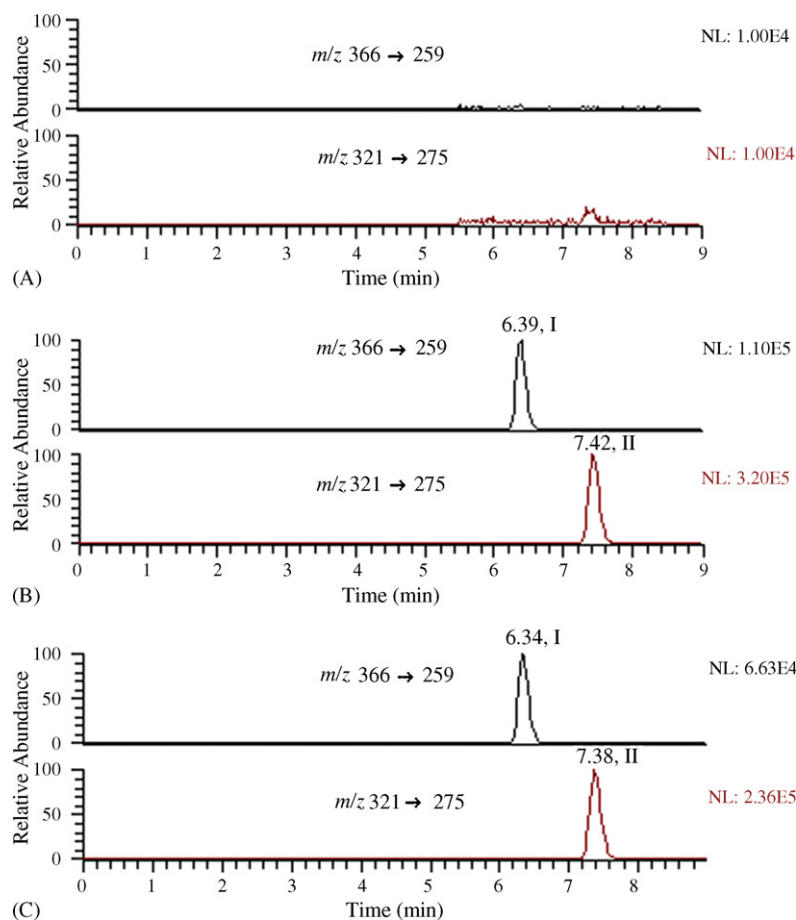 100
NL: 1.00E4
m/z 366 → 259
50
0
100
NL: 1.00E4
m/z 321 → 275
50
0
Relative Abundance
0 1 2 3 4 5 6 7 8 9
(A) Time (min)
6.39, I
100
m/z 366 → 259
NL: 1.10E5
50
0
7.42, II
100
m/z 321 → 275
NL: 3.20E5
50
0
Relative Abundance
0 1 2 3 4 5 6 7 8 9
(B) Time (min)
6.34, I
100
m/z 366 → 259
NL: 6.63E4
50
0
7.38, II
100
m/z 321 → 275
NL: 2.36E5
50
0
Relative Abundance
0 1 2 3 4 5 6 7 8
(C) Time (min)